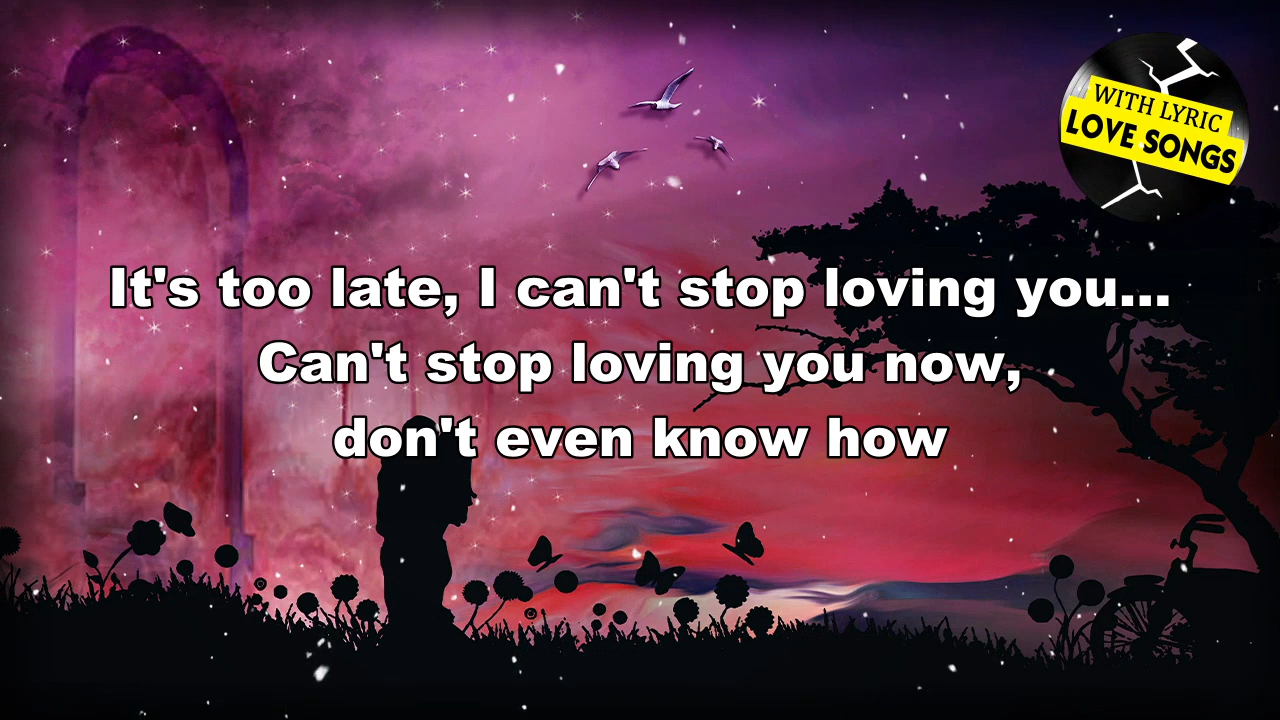 WITH LYRIC
LOVE SONGS
It's too late, I can't stop loving you...
Can't stop loving you now,
don't even know how